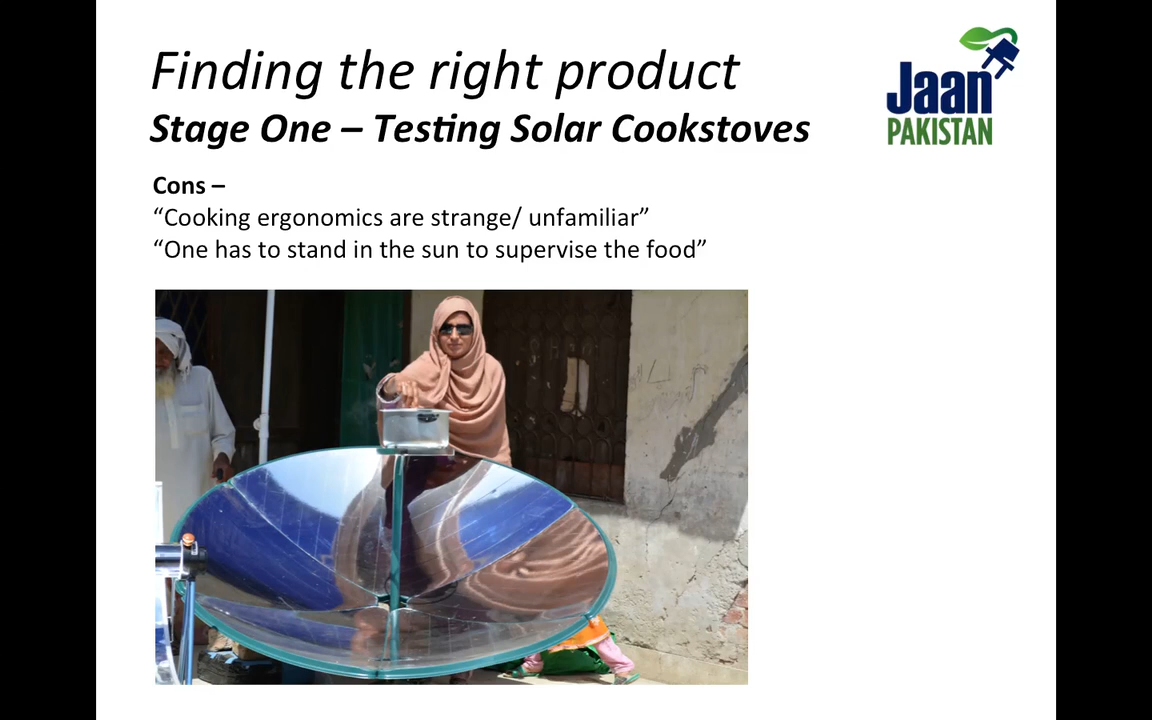 Finding the right product
Stage One – Testing Solar Cookstoves
Jaan
PAKISTAN
Cons –
“Cooking ergonomics are strange/ unfamiliar”
“One has to stand in the sun to supervise the food”